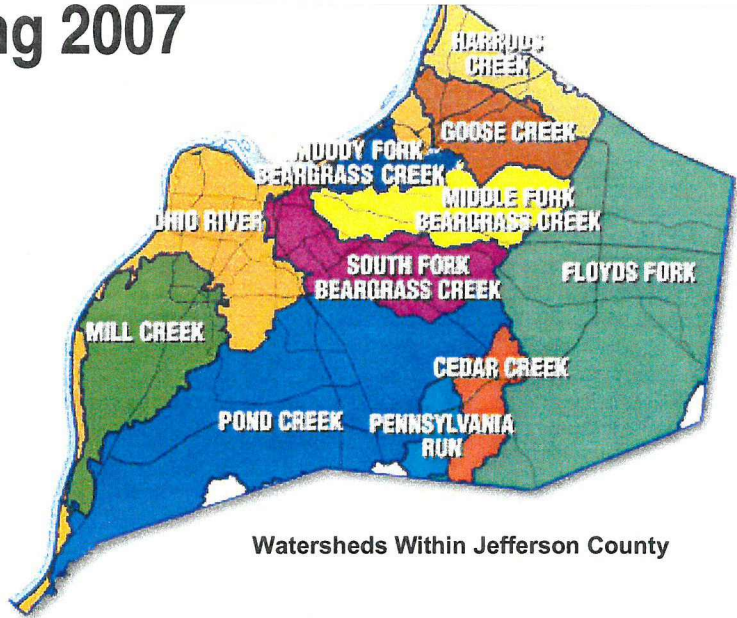 ng 2007
HARRODS
CREEK
GOOSE CREEK
MUDDY FORK
BEARGRASS CREEK
MIDDLE FORK
BEARGRASS CREEK
OHIO RIVER
SOUTH FORK
BEARGRASS CREEK
FLOYDS FORK
MILL CREEK
CEDAR CREEK
POND CREEK
PENNSYLVANIA
RUN
Watersheds Within Jefferson County